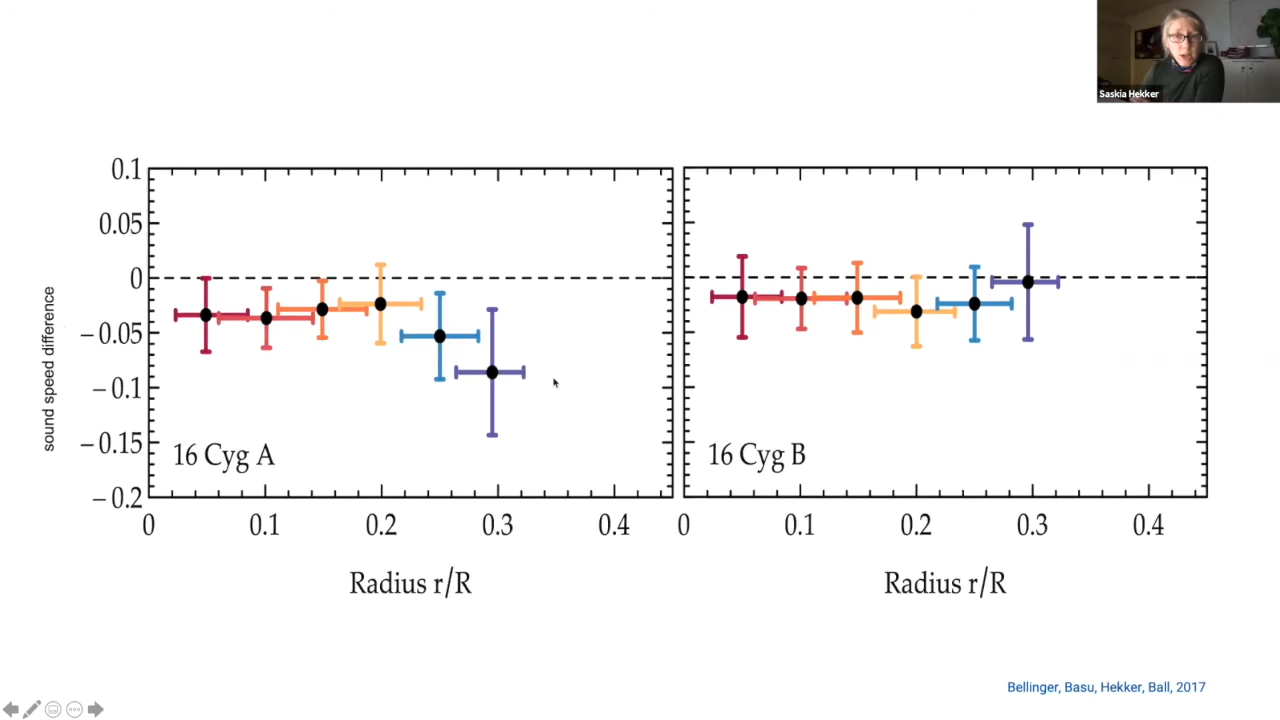 Saskia Hekker
0.1
0.05
0
−0.05
−0.1
−0.15
−0.2
sound speed difference
16 Cyg A
16 Cyg B
0 0.1 0.2 0.3 0.4
0 0.1 0.2 0.3 0.4
Radius r/R
Radius r/R
Bellinger, Basu, Hekker, Ball, 2017